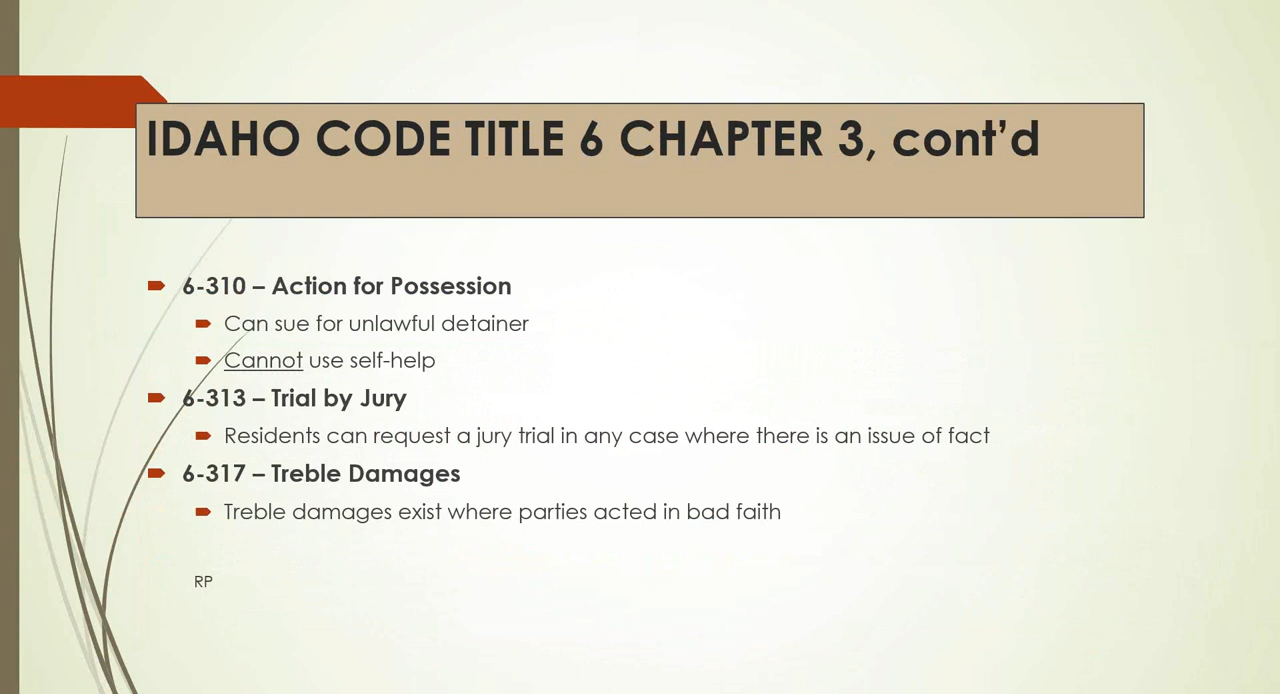 IDAHO CODE TITLE 6 CHAPTER 3, cont’d
6-310 – Action for Possession
Can sue for unlawful detainer
Cannot use self-help
6-313 – Trial by Jury
Residents can request a jury trial in any case where there is an issue of fact
6-317 – Treble Damages
Treble damages exist where parties acted in bad faith
RP